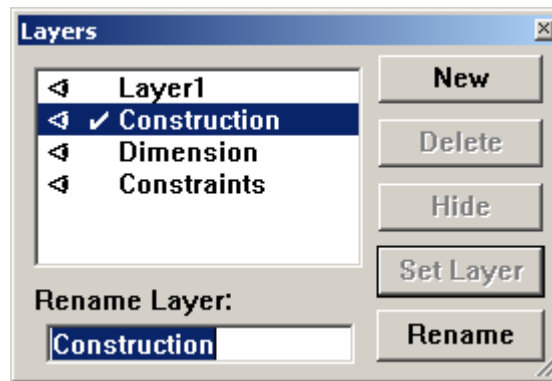 Layers
Layer1
Construction
Dimension
Constraints
New
Delete
Hide
Set Layer
Rename Layer:
Construction
Rename